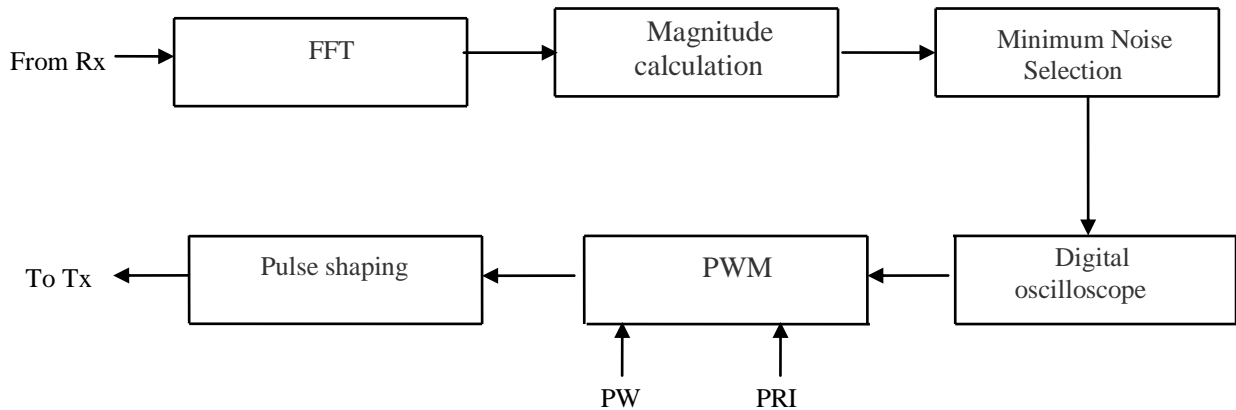 From Rx
FFT
Magnitude
calculation
Minimum Noise
Selection
To Tx
Pulse shaping
PWM
Digital
oscilloscope
PW
PRI